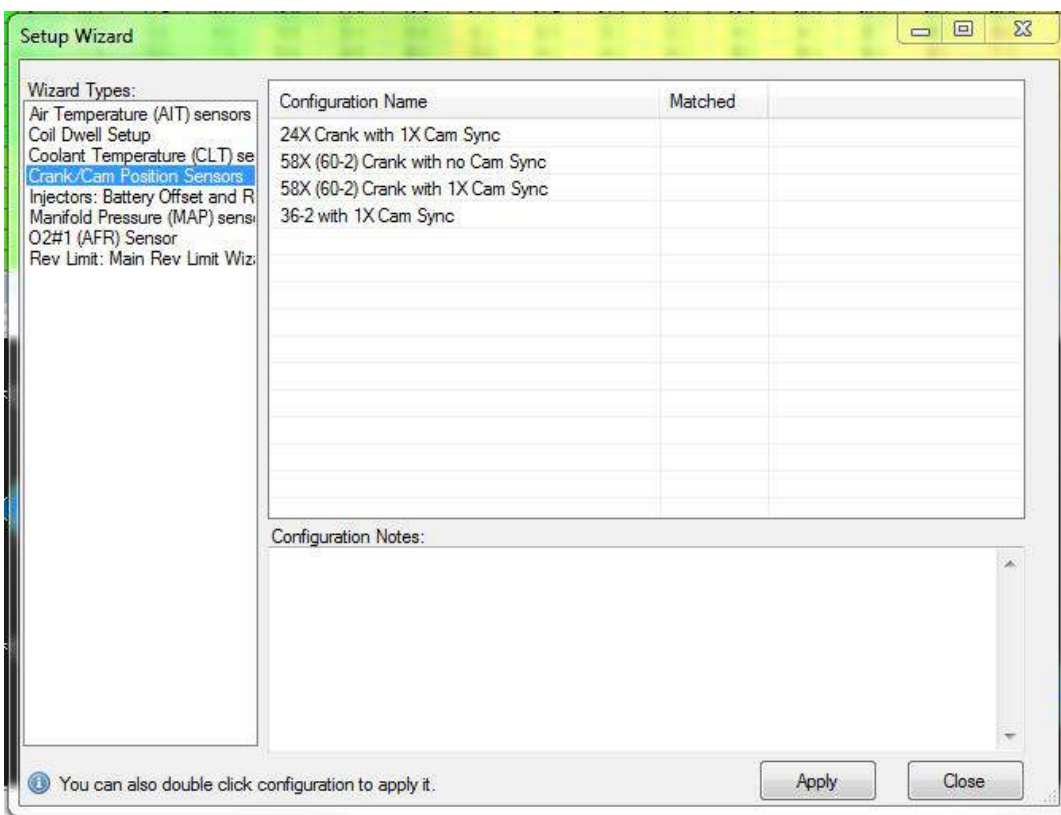 Setup Wizard
Wizard Types:
Air Temperature (AIT) sensors
Coil Dwell Setup
Coolant Temperature (CLT) se
Crank/Cam Position Sensors
Injectors: Battery Offset and R
Manifold Pressure (MAP) sens
O2#1 (AFR) Sensor
Rev Limit: Main Rev Limit Wiz
Configuration Name Matched
24X Crank with 1X Cam Sync
58X (60-2) Crank with no Cam Sync
58X (60-2) Crank with 1X Cam Sync
36-2 with 1X Cam Sync
Configuration Notes:
You can also double click configuration to apply it.
Apply Close